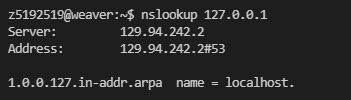 z5192519@weaver:~$ nslookup 127.0.0.1
Server:         129.94.242.2
Address:        129.94.242.2#53
1.0.0.127.in-addr.arpa  name = localhost.